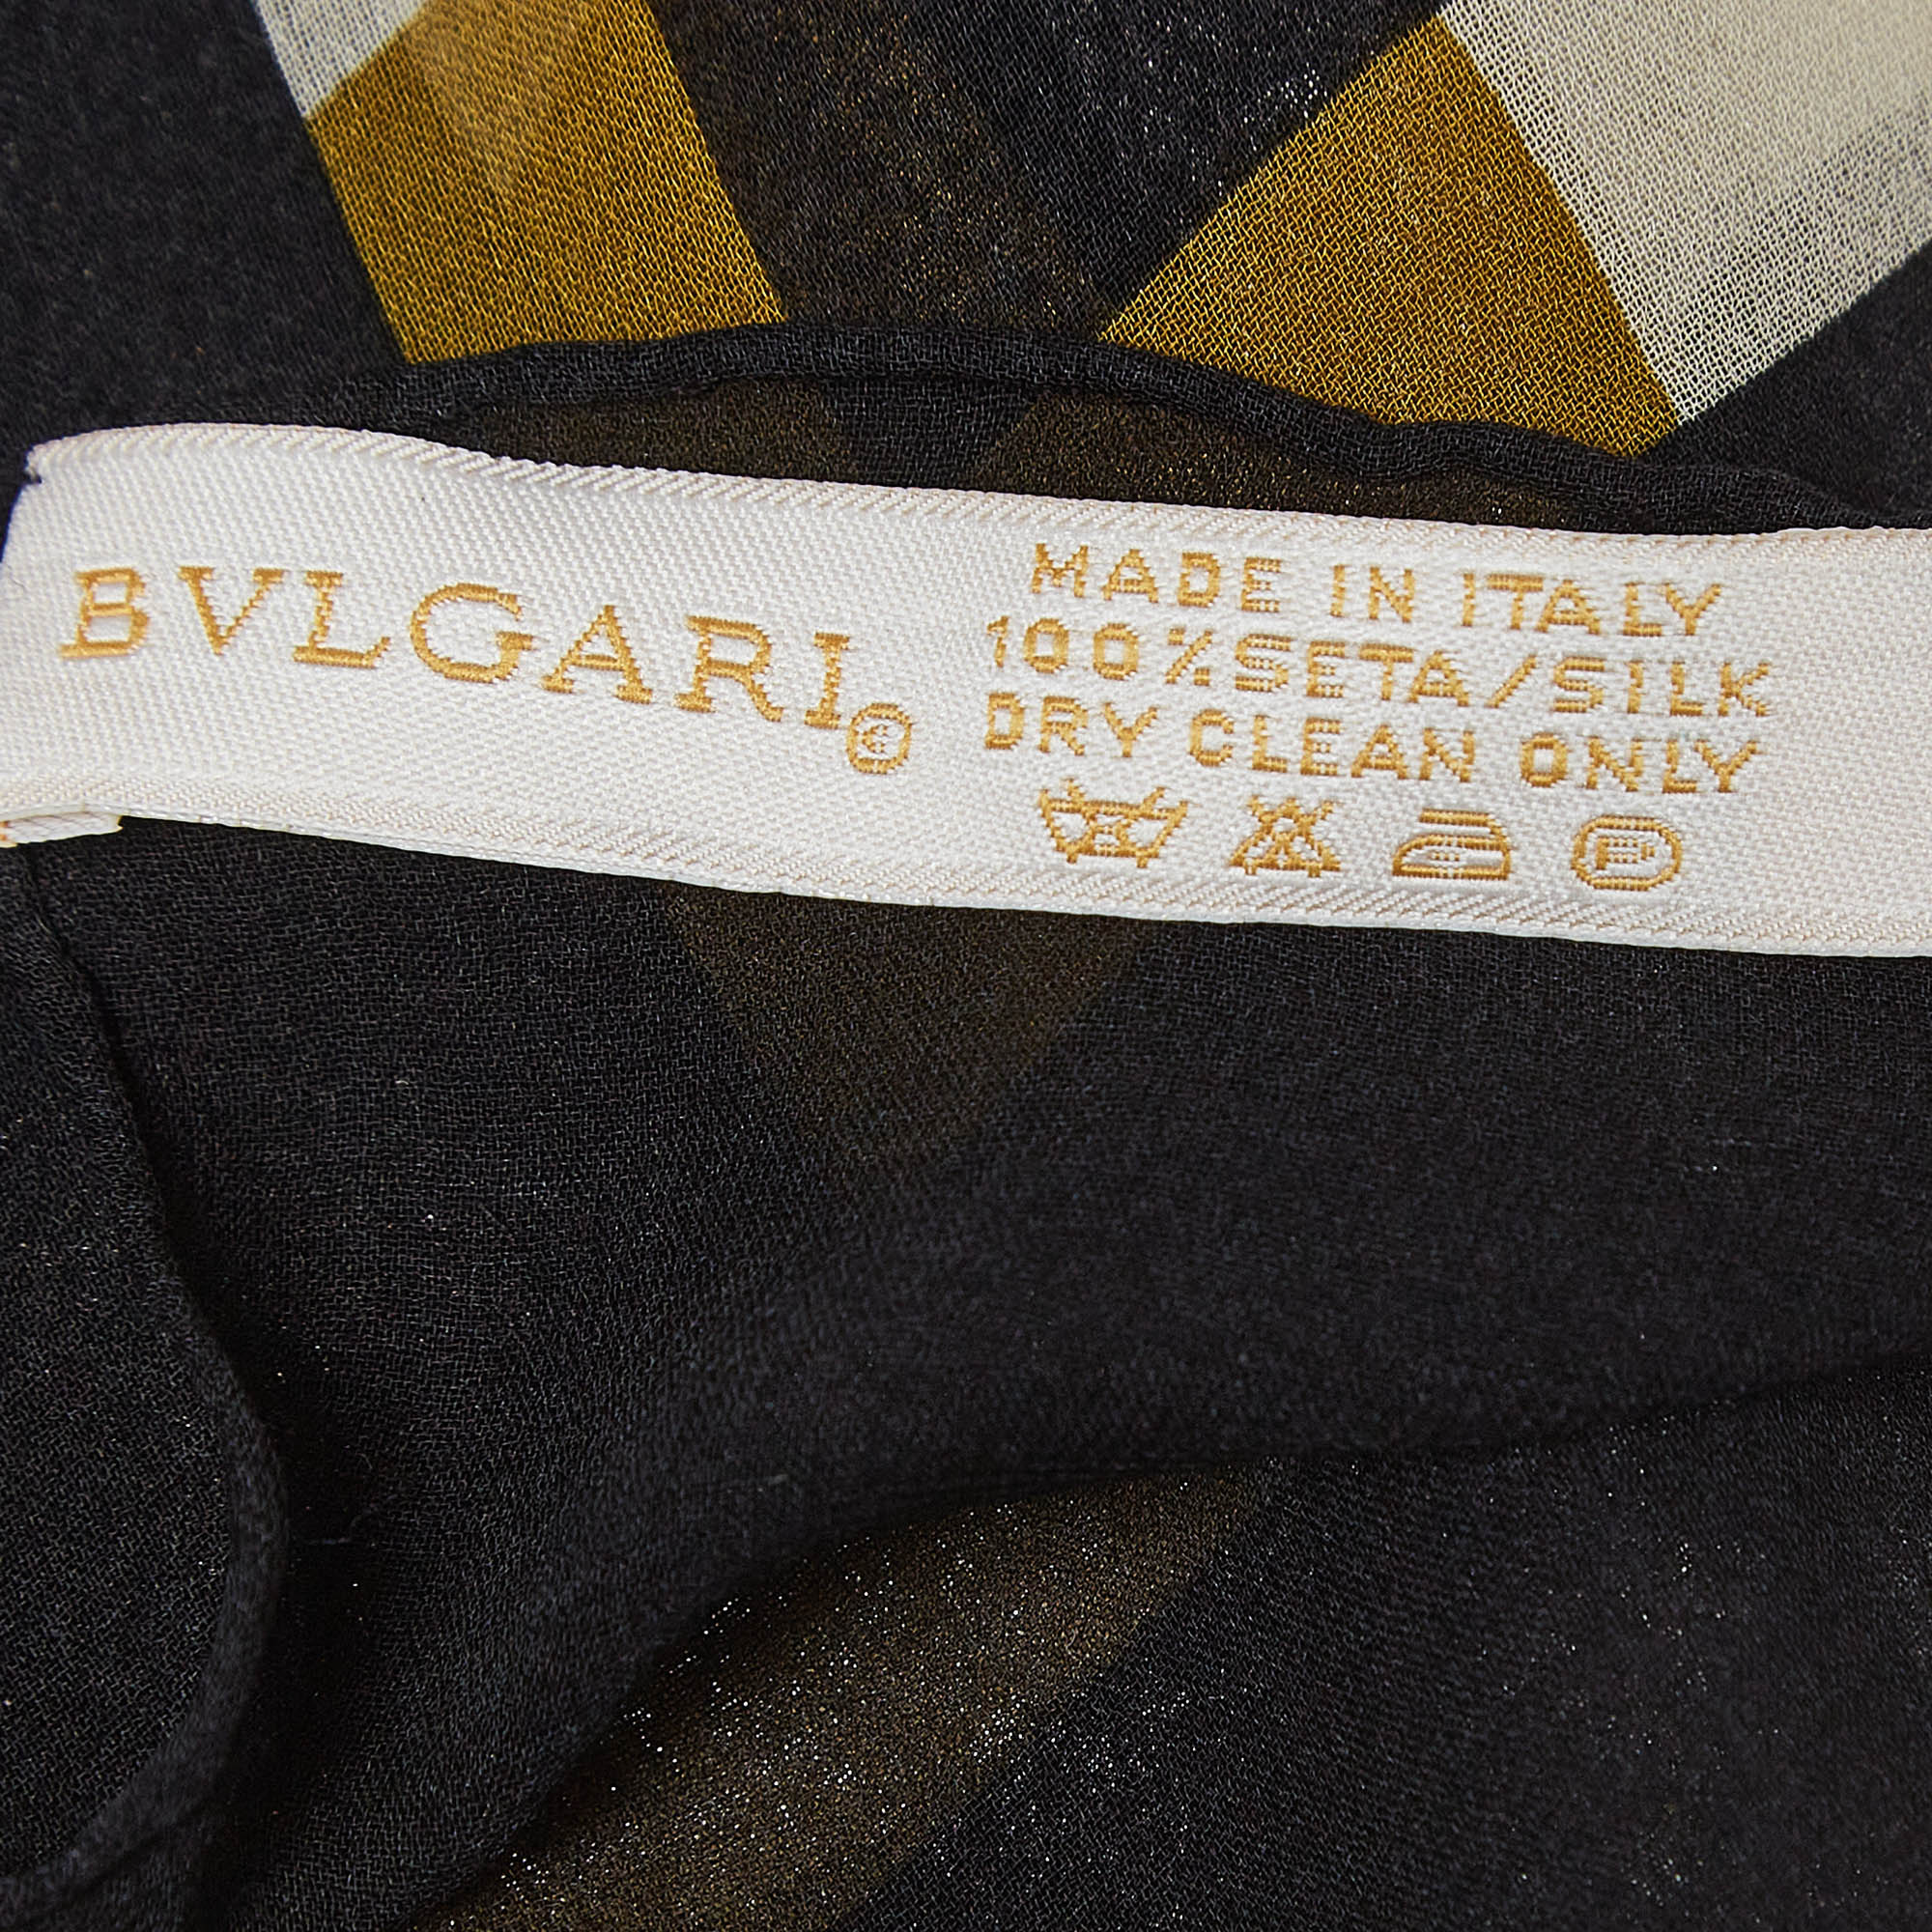 BVLGARI©
MADE IN ITALY
100%SETA/SILK
DRY CLEAN ONLY
P